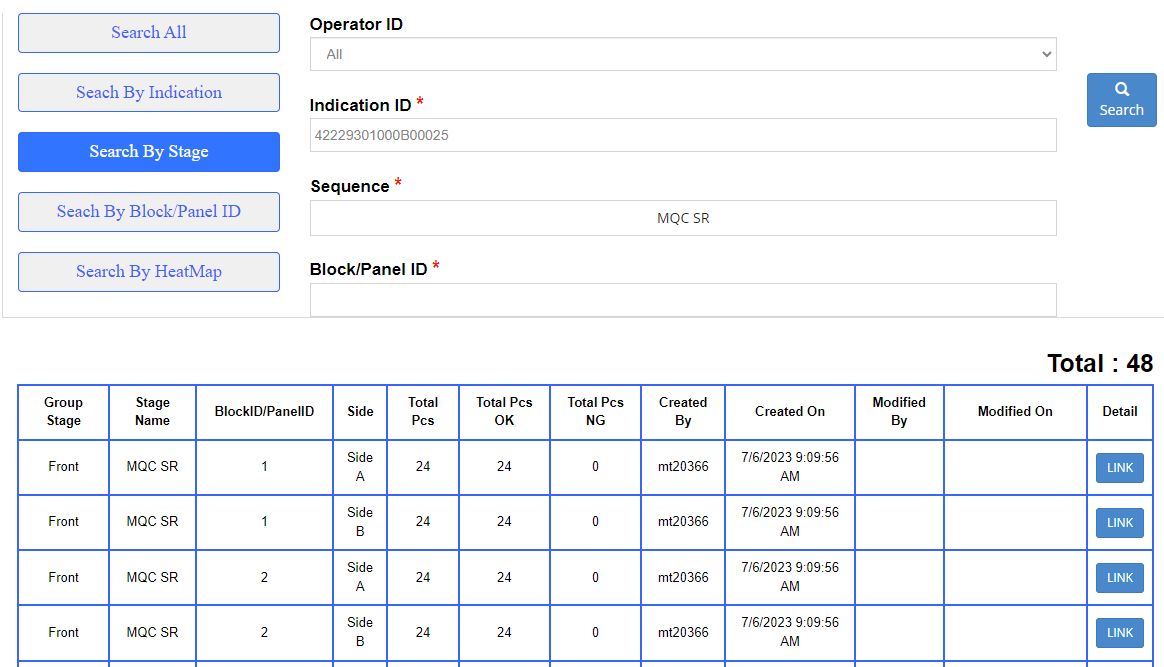 Search All
Seach By Indication
Search By Stage
Seach By Block/Panel ID
Search By HeatMap
Operator ID
All
Indication ID *
42229301000B00025
Sequence *
MQC SR
Block/Panel ID *
Search
Total : 48
Group Stage BlockID/PanelID Side Total Total Pcs Total Pcs Created Created On Modified Modified On Detail
Stage Name Pcs OK NG By By
Front MQC SR 1 Side 24 24 0 mt20366 7/6/2023 9:09:56 LINK
A AM
Front MQC SR 1 Side 24 24 0 mt20366 7/6/2023 9:09:56 LINK
B AM
Front MQC SR 2 Side 24 24 0 mt20366 7/6/2023 9:09:56 LINK
A AM
Front MQC SR 2 Side 24 24 0 mt20366 7/6/2023 9:09:56 LINK
B AM